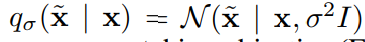 q_σ(x̃ | x) = 𝒩(x̃ | x, σ²I)